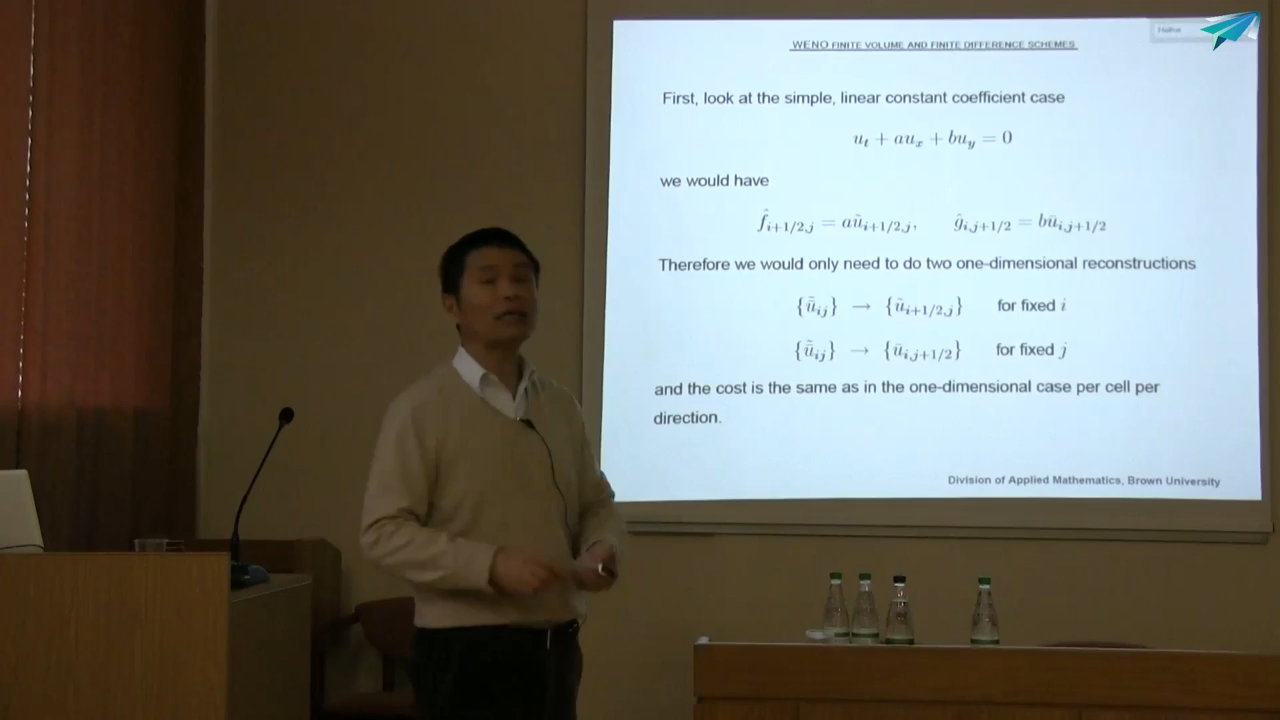 WENO FINITE VOLUME AND FINITE DIFFERENCE SCHEMES
First, look at the simple, linear constant coefficient case
u_t + au_x + bu_y = 0
we would have
\hat{f}_{i+1/2,j} = a\tilde{u}_{i+1/2,j},   \hat{g}_{i,j+1/2} = b\bar{u}_{i,j+1/2}
Therefore we would only need to do two one-dimensional reconstructions
{\tilde{\bar{u}}_{ij}} → {\tilde{u}_{i+1/2,j}}   for fixed i
{\tilde{\bar{u}}_{ij}} → {\bar{u}_{i,j+1/2}}   for fixed j
and the cost is the same as in the one-dimensional case per cell per
direction.
Division of Applied Mathematics, Brown University